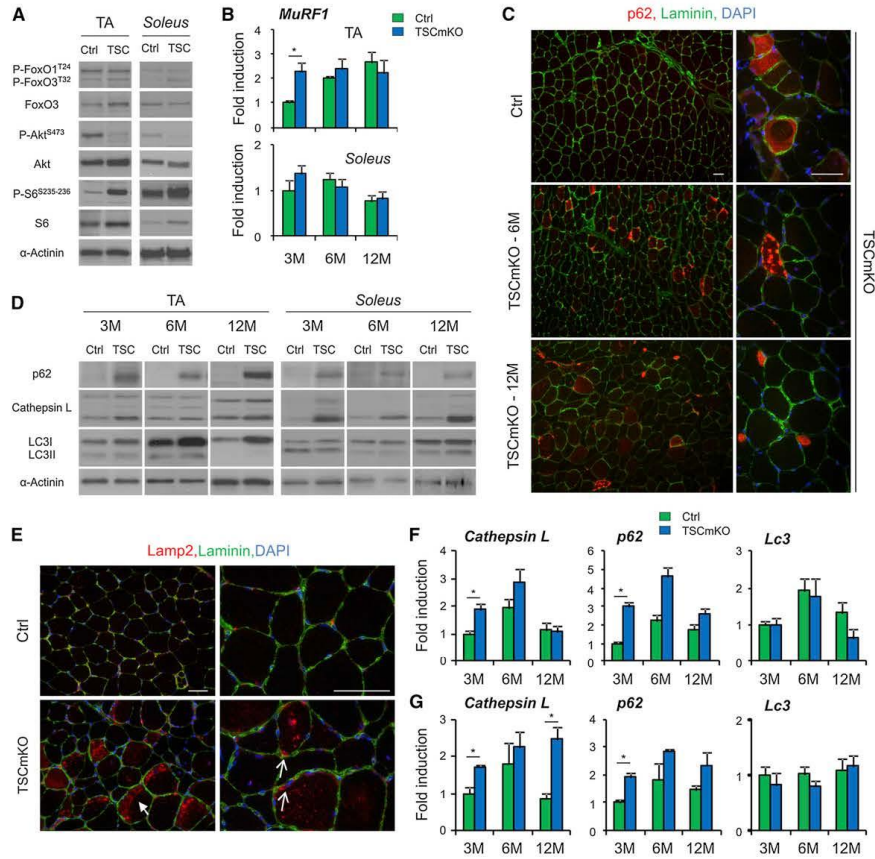 A
TA
Soleus
Ctrl TSC Ctrl TSC
P-FoxO1T24
P-FoxO3T32
FoxO3
P-AktS473
Akt
P-S6S235-236
S6
α-Actinin
B
Ctrl
TSCmKO
MuRF1
TA
Fold induction
4
3
2
1
0
*
Soleus
Fold induction
2
1
0
3M 6M 12M
C
p62, Laminin, DAPI
Ctrl
TSCmKO - 6M
TSCmKO - 12M
TSCmKO
D
TA
Soleus
3M 6M 12M 3M 6M 12M
Ctrl TSC Ctrl TSC Ctrl TSC Ctrl TSC Ctrl TSC Ctrl TSC
p62
Cathepsin L
LC3I
LC3II
α-Actinin
E
Lamp2,Laminin,DAPI
Ctrl
TSCmKO
F
Ctrl
TSCmKO
Cathepsin L
p62
Lc3
Fold induction
4
3
2
1
0
*
3M 6M 12M
6
5
4
3
2
1
0
*
3M 6M 12M
3
2
1
0
3M 6M 12M
G
Cathepsin L
p62
Lc3
Fold induction
3
2
1
0
*
*
3M 6M 12M
4
3
2
1
0
*
3M 6M 12M
3
2
1
0
3M 6M 12M